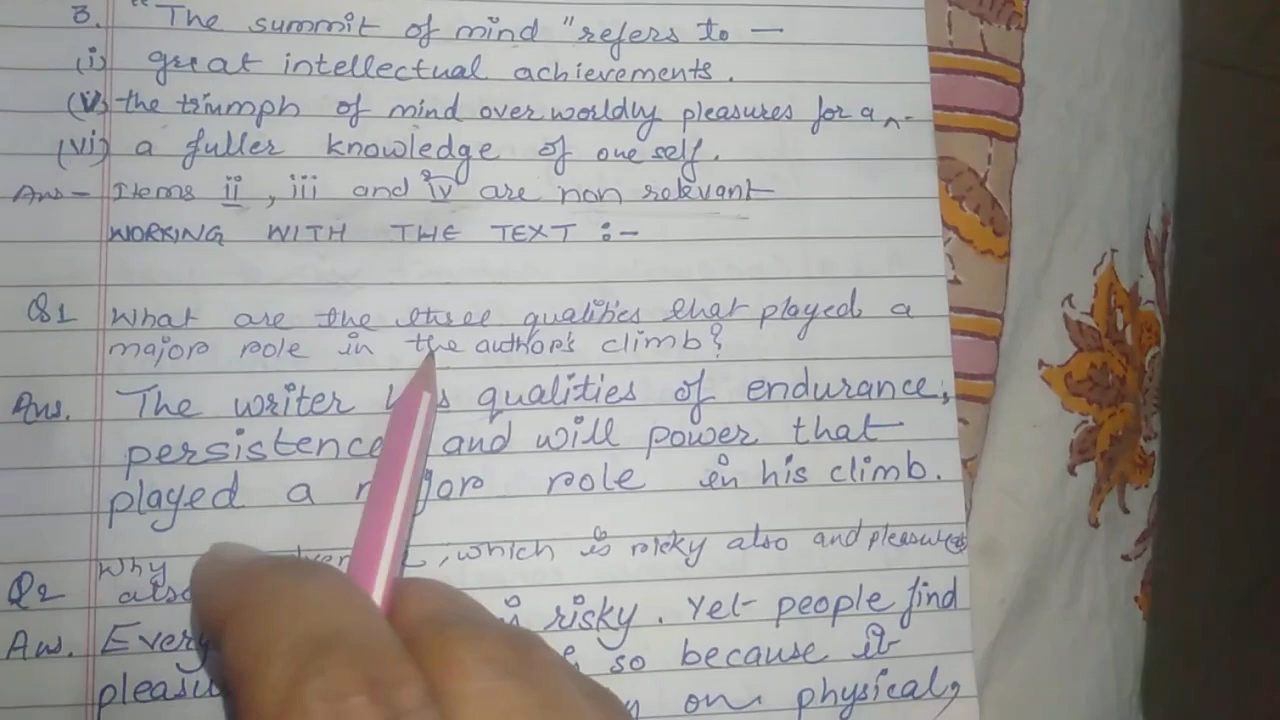 3. "The summit of mind" refers to —
(i) great intellectual achievements.
(v) the triumph of mind over worldly pleasures for a
(vi) a fuller knowledge of oneself.
Ans- Items ii, iii and iv are non relevant
WORKING WITH THE TEXT :-
Q1 What are the three qualities that played a
major role in the author's climb?
Ans. The writer qualities of endurance,
persistence and will power that
played a role in his climb.
Why , which is risky also and pleasure
Q2
Ans. risky. Yet people find
so because it
on physical,